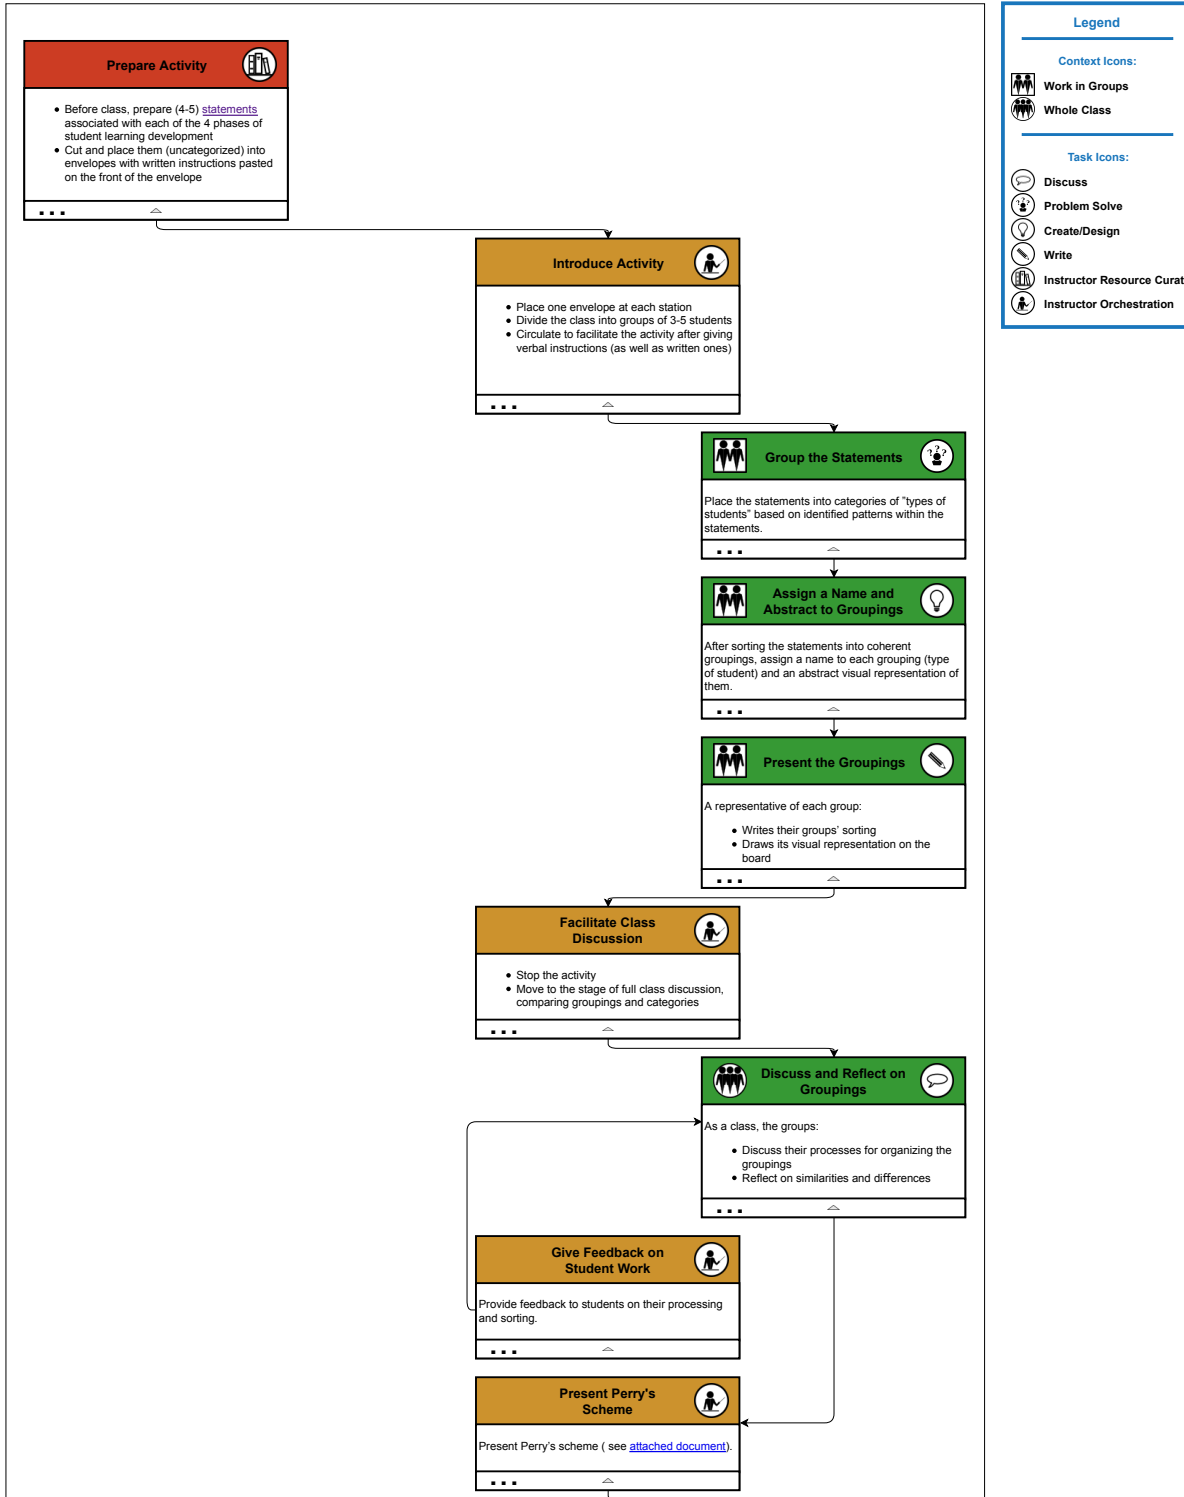 Prepare Activity
Before class, prepare (4-5) statements
associated with each of the 4 phases of
student learning development
Cut and place them (uncategorized) into
envelopes with written instructions pasted
on the front of the envelope
Introduce Activity
Place one envelope at each station
Divide the class into groups of 3-5 students
Circulate to facilitate the activity after giving
verbal instructions (as well as written ones)
Group the Statements
Place the statements into categories of "types of
students" based on identified patterns within the
statements.
Assign a Name and
Abstract to Groupings
After sorting the statements into coherent
groupings, assign a name to each grouping (type
of student) and an abstract visual representation of
them.
Present the Groupings
A representative of each group:
Writes their groups' sorting
Draws its visual representation on the
board
Facilitate Class
Discussion
Stop the activity
Move to the stage of full class discussion,
comparing groupings and categories
Discuss and Reflect on
Groupings
As a class, the groups:
Discuss their processes for organizing the
groupings
Reflect on similarities and differences
Give Feedback on
Student Work
Provide feedback to students on their processing
and sorting.
Present Perry's
Scheme
Present Perry's scheme ( see attached document).
Legend
Context Icons:
Work in Groups
Whole Class
Task Icons:
Discuss
Problem Solve
Create/Design
Write
Instructor Resource Curat
Instructor Orchestration